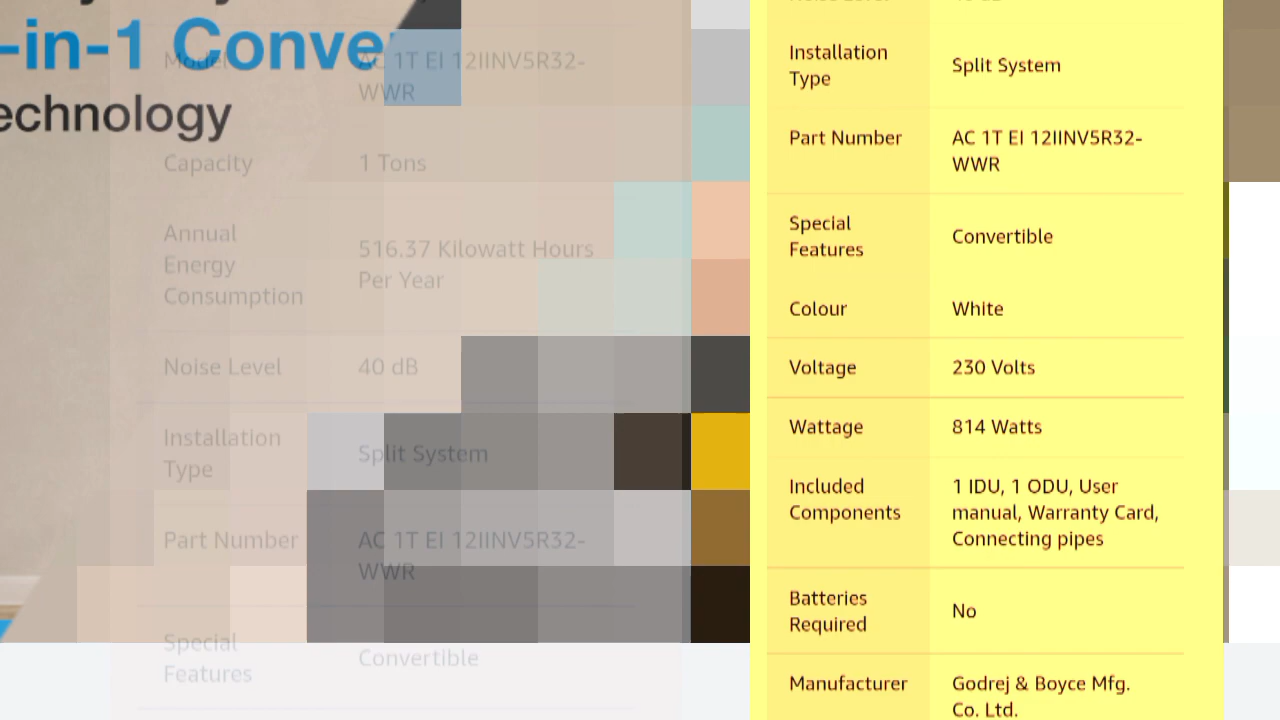 -in-1 Conve
echnology
Model AC 1T EI 12IINV5R32-
WWR
Capacity 1 Tons
Annual
Energy
Consumption
516.37 Kilowatt Hours
Per Year
Noise Level 40 dB
Installation
Type
Split System
Part Number AC 1T EI 12IINV5R32-
WWR
Special
Features
Convertible
Installation
Type
Split System
Part Number AC 1T EI 12IINV5R32-
WWR
Special
Features
Convertible
Colour White
Voltage 230 Volts
Wattage 814 Watts
Included
Components
1 IDU, 1 ODU, User
manual, Warranty Card,
Connecting pipes
Batteries
Required
No
Manufacturer Godrej & Boyce Mfg.
Co. Ltd.